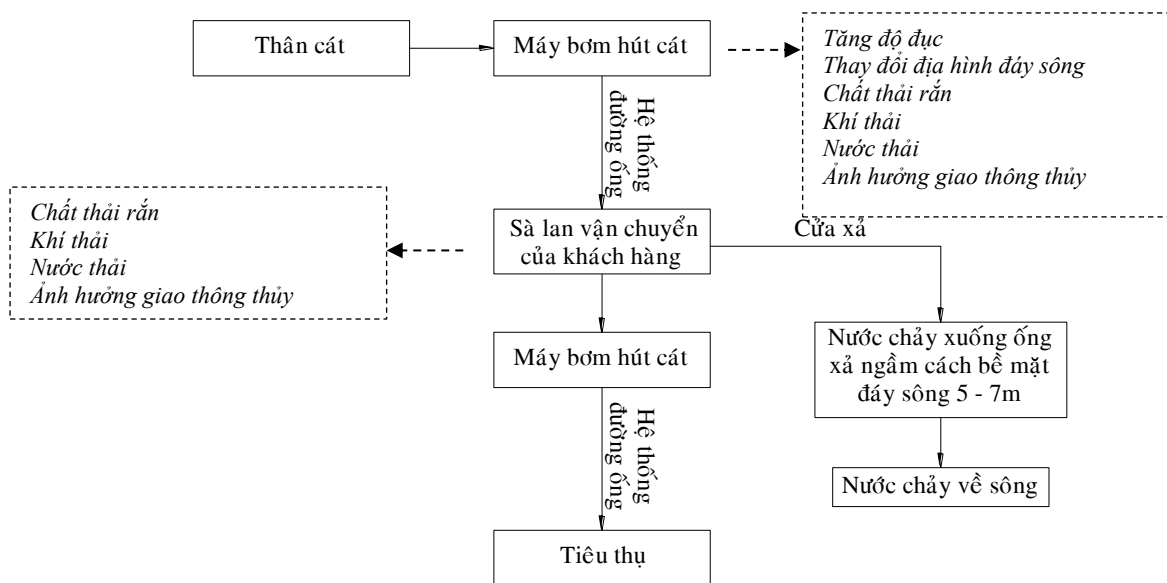 Thân cát
Máy bơm hút cát
Tăng độ đục
Thay đổi địa hình đáy sông
Chất thải rắn
Khí thải
Nước thải
Ảnh hưởng giao thông thủy
Hệ thống
đường ống
Chất thải rắn
Khí thải
Nước thải
Ảnh hưởng giao thông thủy
Sà lan vận chuyển
của khách hàng
Cửa xả
Máy bơm hút cát
Nước chảy xuống ống
xả ngầm cách bề mặt
đáy sông 5 - 7m
Hệ thống
đường ống
Nước chảy về sông
Tiêu thụ